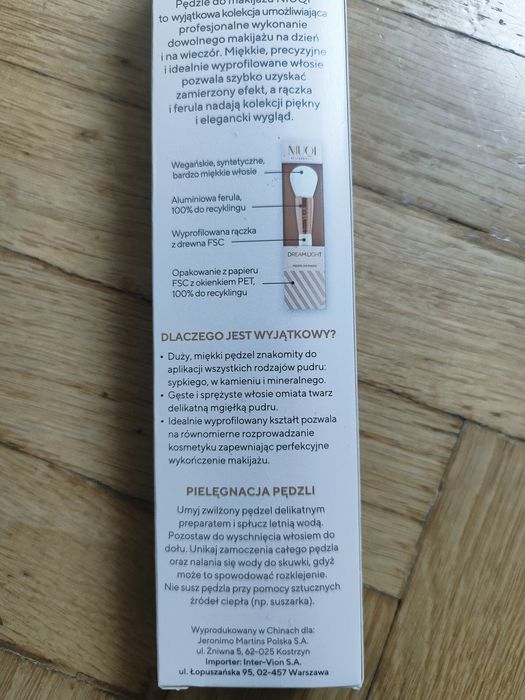 Pędzle do makijażu NIUQI
to wyjątkowa kolekcja umożliwiająca
profesjonalne wykonanie
dowolnego makijażu na dzień
i na wieczór. Miękkie, precyzyjne
i idealnie wyprofilowane włosie
pozwala szybko uzyskać
zamierzony efekt, a rączka
i ferula nadają kolekcji piękny
i elegancki wygląd.
Wegańskie, syntetyczne,
bardzo miękkie włosie
Aluminiowa ferula,
100% do recyklingu
Wyprofilowana rączka
z drewna FSC
Opakowanie z papieru
FSC z okienkiem PET,
100% do recyklingu
NIUQI
DREAMLIGHT
DLACZEGO JEST WYJĄTKOWY?
• Duży, miękki pędzel znakomity do
aplikacji wszystkich rodzajów pudru:
sypkiego, w kamieniu i mineralnego.
• Gęste i sprężyste włosie omiata twarz
delikatną mgiełką pudru.
• Idealnie wyprofilowany kształt pozwala
na równomierne rozprowadzanie
kosmetyku zapewniając perfekcyjne
wykończenie makijażu.
PIELĘGNACJA PĘDZLI
Umyj zwilżony pędzel delikatnym
preparatem i spłucz letnią wodą.
Pozostaw do wyschnięcia włosiem do
dołu. Unikaj zamoczenia całego pędzla
oraz nalania się wody do skuwki, gdyż
może to spowodować rozklejenie.
Nie susz pędzla przy pomocy sztucznych
źródeł ciepła (np. suszarka).
Wyprodukowany w Chinach dla:
Jeronimo Martins Polska S.A.
ul. Żniwna 5, 62-025 Kostrzyn
Importer: Inter-Vion S.A.
ul. Łopuszańska 95, 02-457 Warszawa